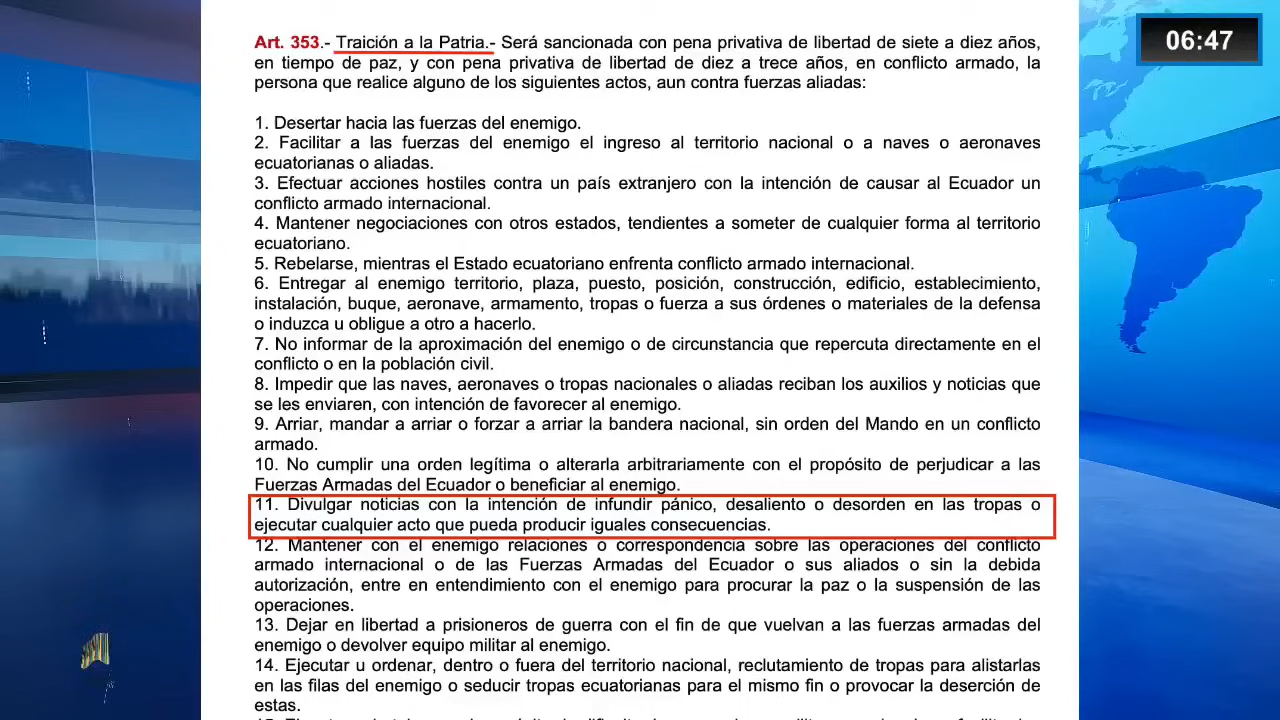 06:47
Art. 353.- Traición a la Patria.- Será sancionada con pena privativa de libertad de siete a diez años,
en tiempo de paz, y con pena privativa de libertad de diez a trece años, en conflicto armado, la
persona que realice alguno de los siguientes actos, aun contra fuerzas aliadas:
1. Desertar hacia las fuerzas del enemigo.
2. Facilitar a las fuerzas del enemigo el ingreso al territorio nacional o a naves o aeronaves
ecuatorianas o aliadas.
3. Efectuar acciones hostiles contra un país extranjero con la intención de causar al Ecuador un
conflicto armado internacional.
4. Mantener negociaciones con otros estados, tendientes a someter de cualquier forma al territorio
ecuatoriano.
5. Rebelarse, mientras el Estado ecuatoriano enfrenta conflicto armado internacional.
6. Entregar al enemigo territorio, plaza, puesto, posición, construcción, edificio, establecimiento,
instalación, buque, aeronave, armamento, tropas o fuerza a sus órdenes o materiales de la defensa
o induzca u obligue a otro a hacerlo.
7. No informar de la aproximación del enemigo o de circunstancia que repercuta directamente en el
conflicto o en la población civil.
8. Impedir que las naves, aeronaves o tropas nacionales o aliadas reciban los auxilios y noticias que
se les enviaren, con intención de favorecer al enemigo.
9. Arriar, mandar a arriar o forzar a arriar la bandera nacional, sin orden del Mando en un conflicto
armado.
10. No cumplir una orden legítima o alterarla arbitrariamente con el propósito de perjudicar a las
Fuerzas Armadas del Ecuador o beneficiar al enemigo.
11. Divulgar noticias con la intención de infundir pánico, desaliento o desorden en las tropas o
ejecutar cualquier acto que pueda producir iguales consecuencias.
12. Mantener con el enemigo relaciones o correspondencia sobre las operaciones del conflicto
armado internacional o de las Fuerzas Armadas del Ecuador o sus aliados o sin la debida
autorización, entre en entendimiento con el enemigo para procurar la paz o la suspensión de las
operaciones.
13. Dejar en libertad a prisioneros de guerra con el fin de que vuelvan a las fuerzas armadas del
enemigo o devolver equipo militar al enemigo.
14. Ejecutar u ordenar, dentro o fuera del territorio nacional, reclutamiento de tropas para alistarlas
en las filas del enemigo o seducir tropas ecuatorianas para el mismo fin o provocar la deserción de
estas.